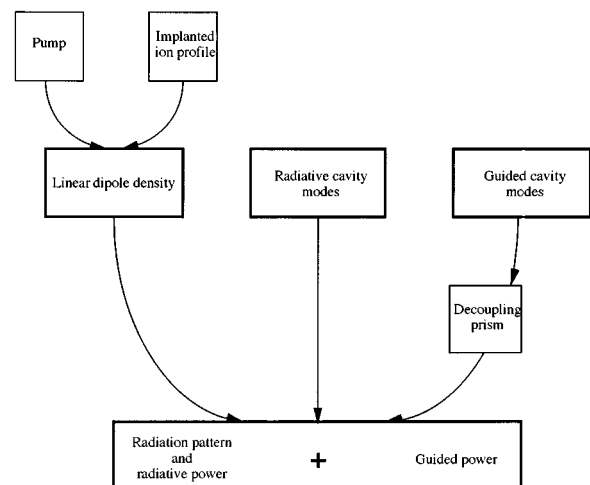 Pump
Implanted
ion profile
Linear dipole density
Radiative cavity
modes
Guided cavity
modes
Decoupling
prism
Radiation pattern
and
radiative power
+
Guided power